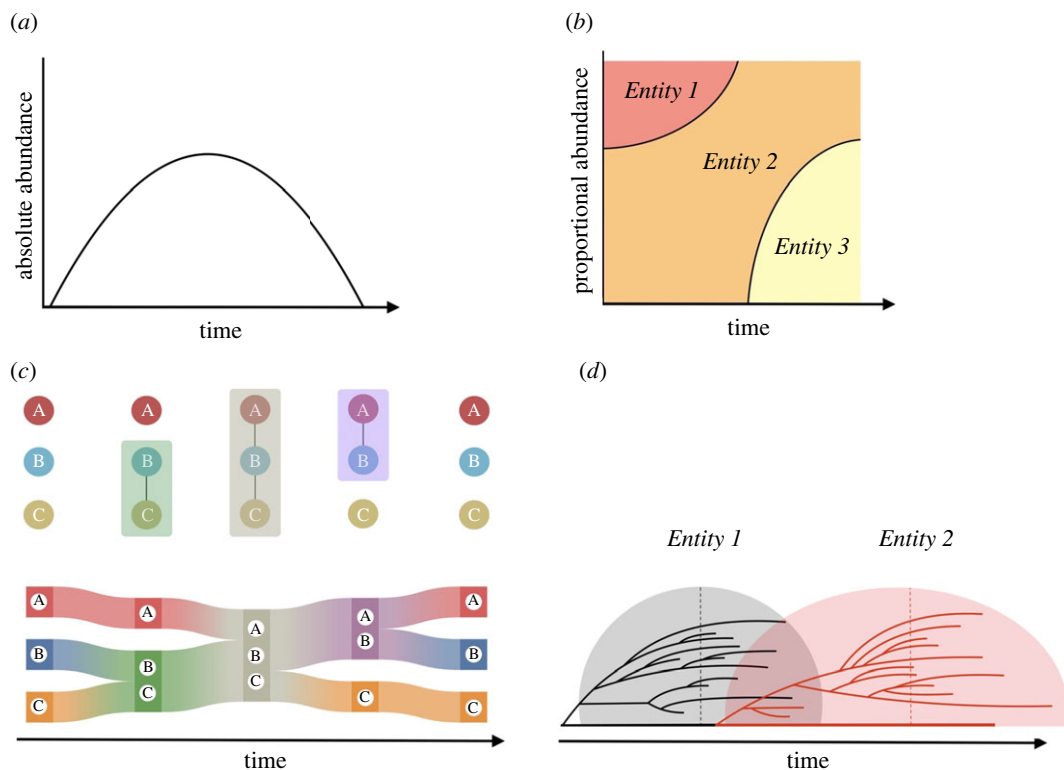 (a)
absolute abundance
time
(b)
proportional abundance
Entity 1
Entity 2
Entity 3
time
(c)
A A A A A
B B B B B
C C C C C
A A A A A
B B B B B
C C C C C
time
(d)
Entity 1 Entity 2
time